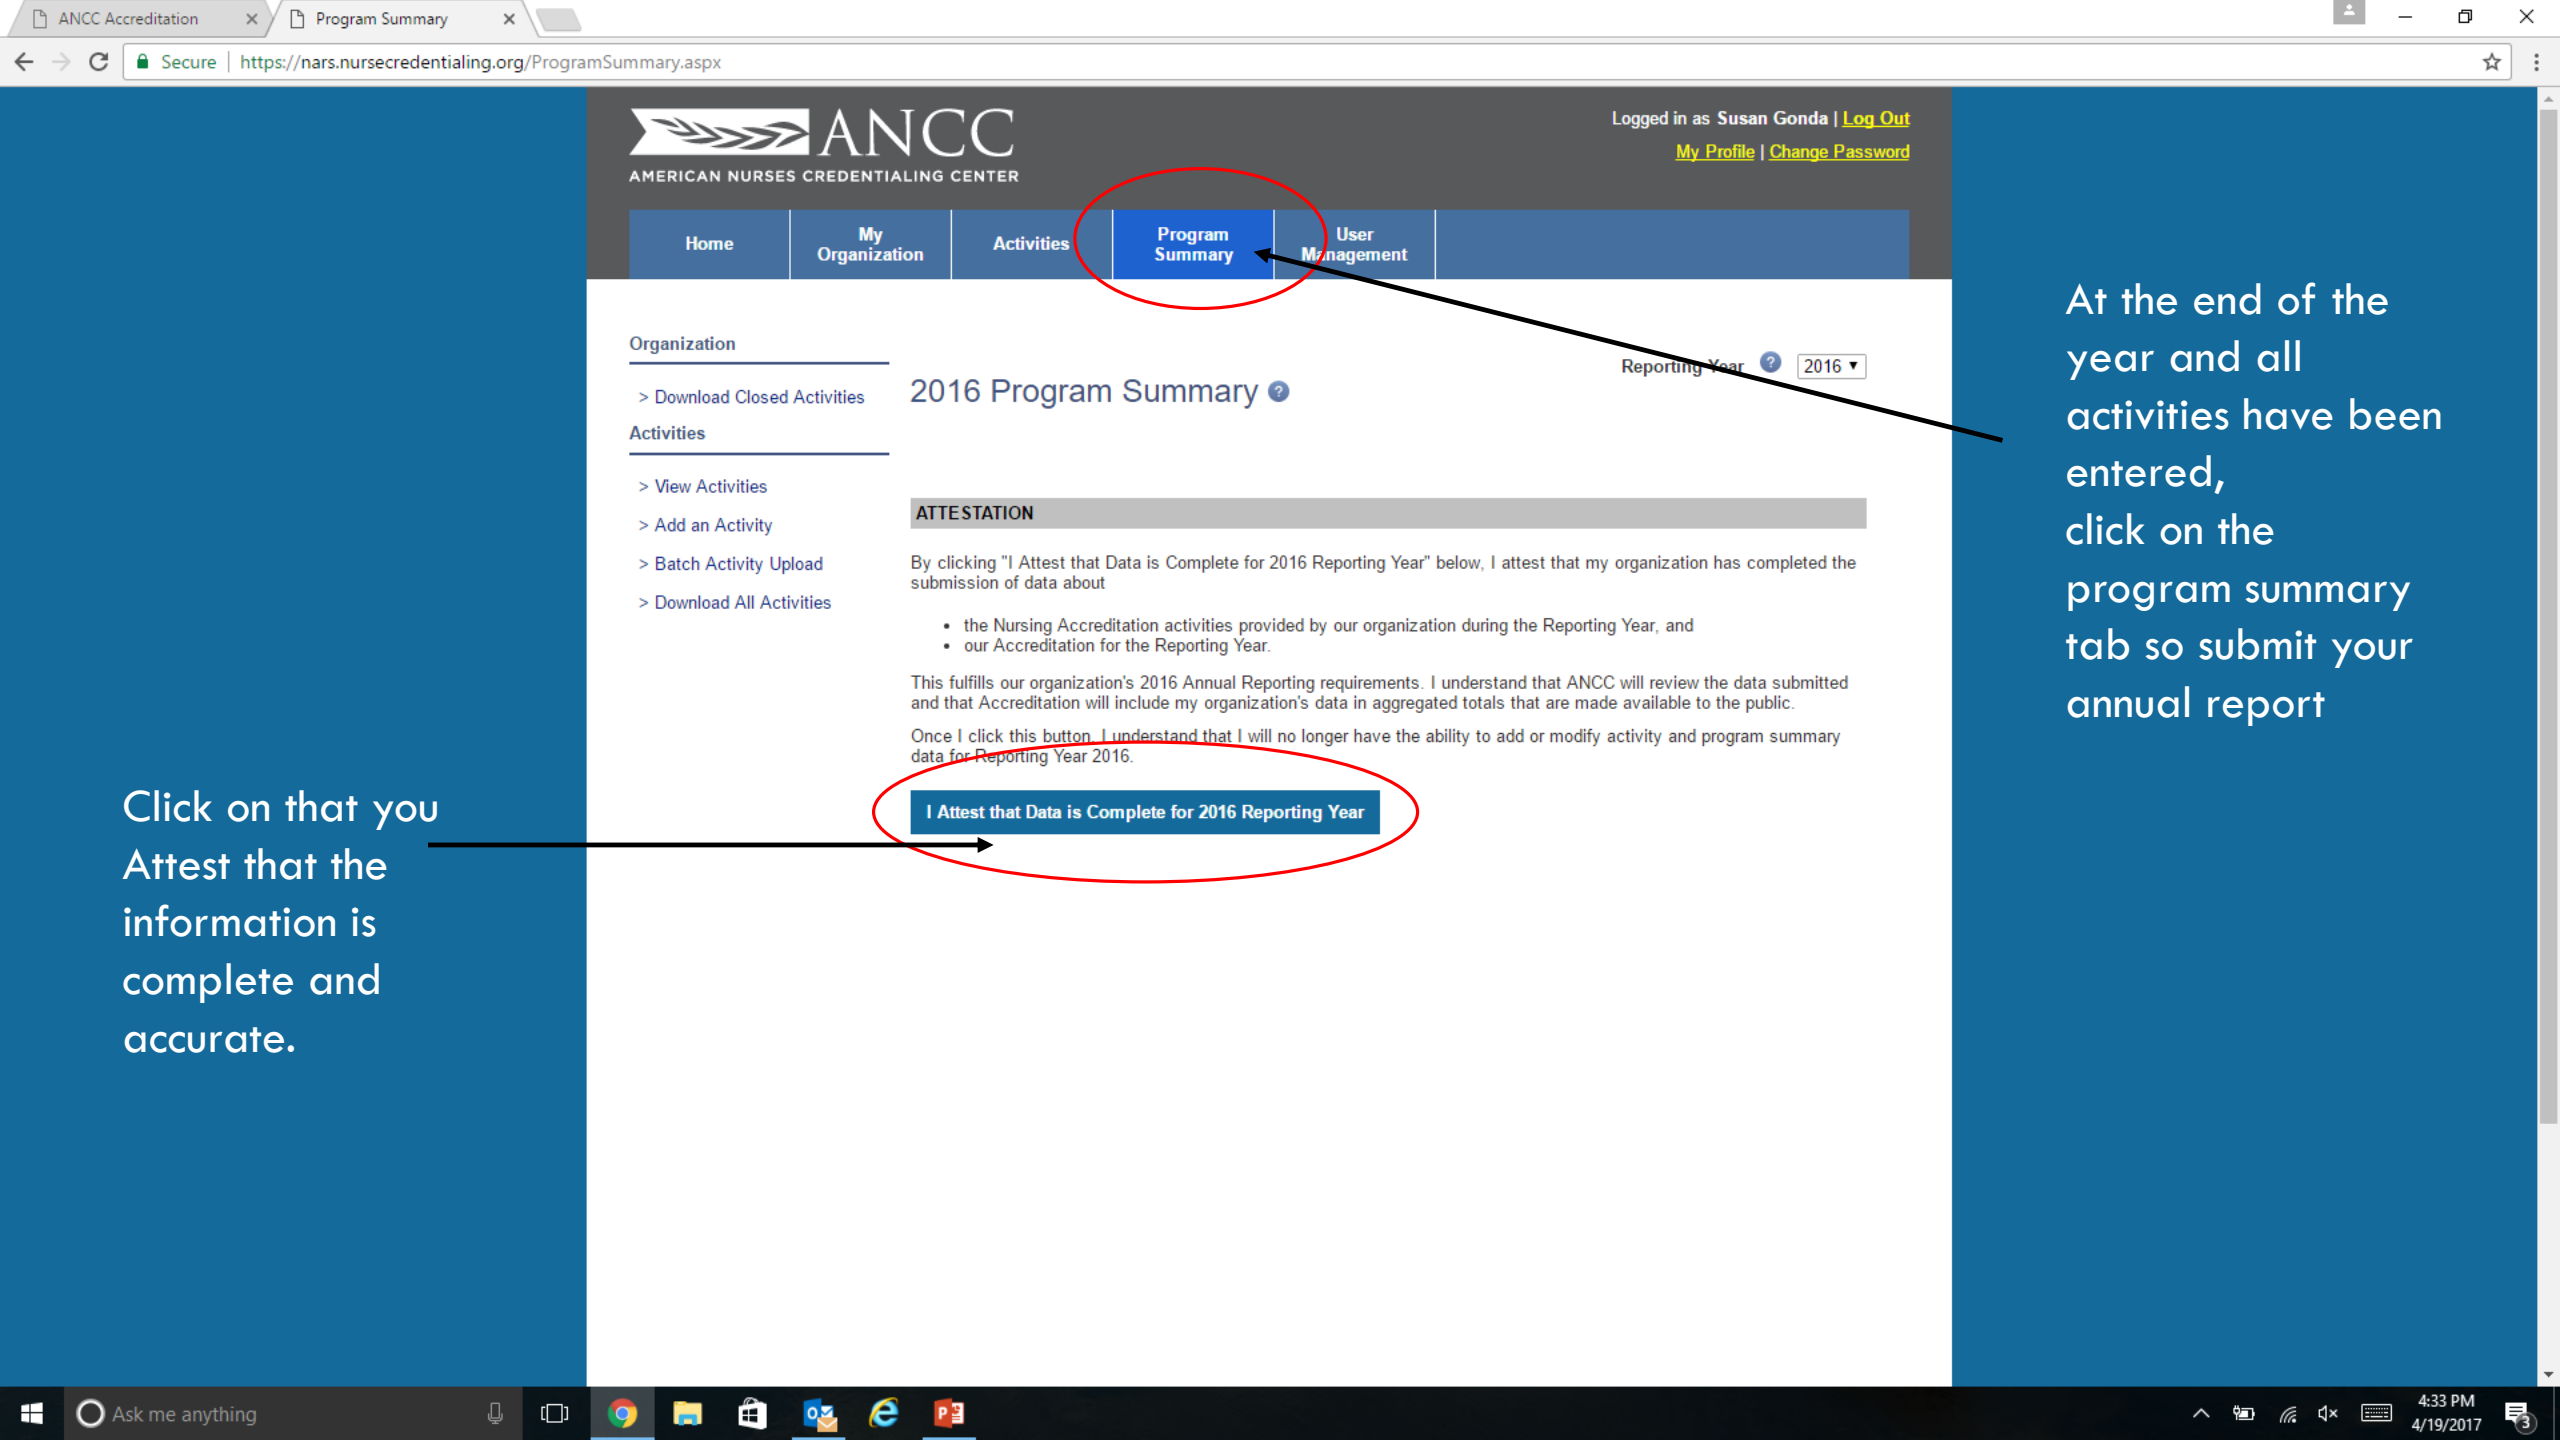 ANCC Accreditation
Program Summary
Secure | https://nars.nursecredentialing.org/ProgramSummary.aspx
ANCC
AMERICAN NURSES CREDENTIALING CENTER
Logged in as Susan Gonda | Log Out
My Profile | Change Password
Home
My
Organization
Activities
Program
Summary
User
Management
Organization
> Download Closed Activities
Activities
> View Activities
> Add an Activity
> Batch Activity Upload
> Download All Activities
Reporting Year ? 2016
2016 Program Summary ?
ATTESTATION
By clicking "I Attest that Data is Complete for 2016 Reporting Year" below, I attest that my organization has completed the
submission of data about
• the Nursing Accreditation activities provided by our organization during the Reporting Year, and
• our Accreditation for the Reporting Year.
This fulfills our organization's 2016 Annual Reporting requirements. I understand that ANCC will review the data submitted
and that Accreditation will include my organization's data in aggregated totals that are made available to the public.
Once I click this button, I understand that I will no longer have the ability to add or modify activity and program summary
data for Reporting Year 2016.
I Attest that Data is Complete for 2016 Reporting Year
At the end of the
year and all
activities have been
entered,
click on the
program summary
tab so submit your
annual report
Click on that you
Attest that the
information is
complete and
accurate.
Ask me anything
4:33 PM
4/19/2017
3